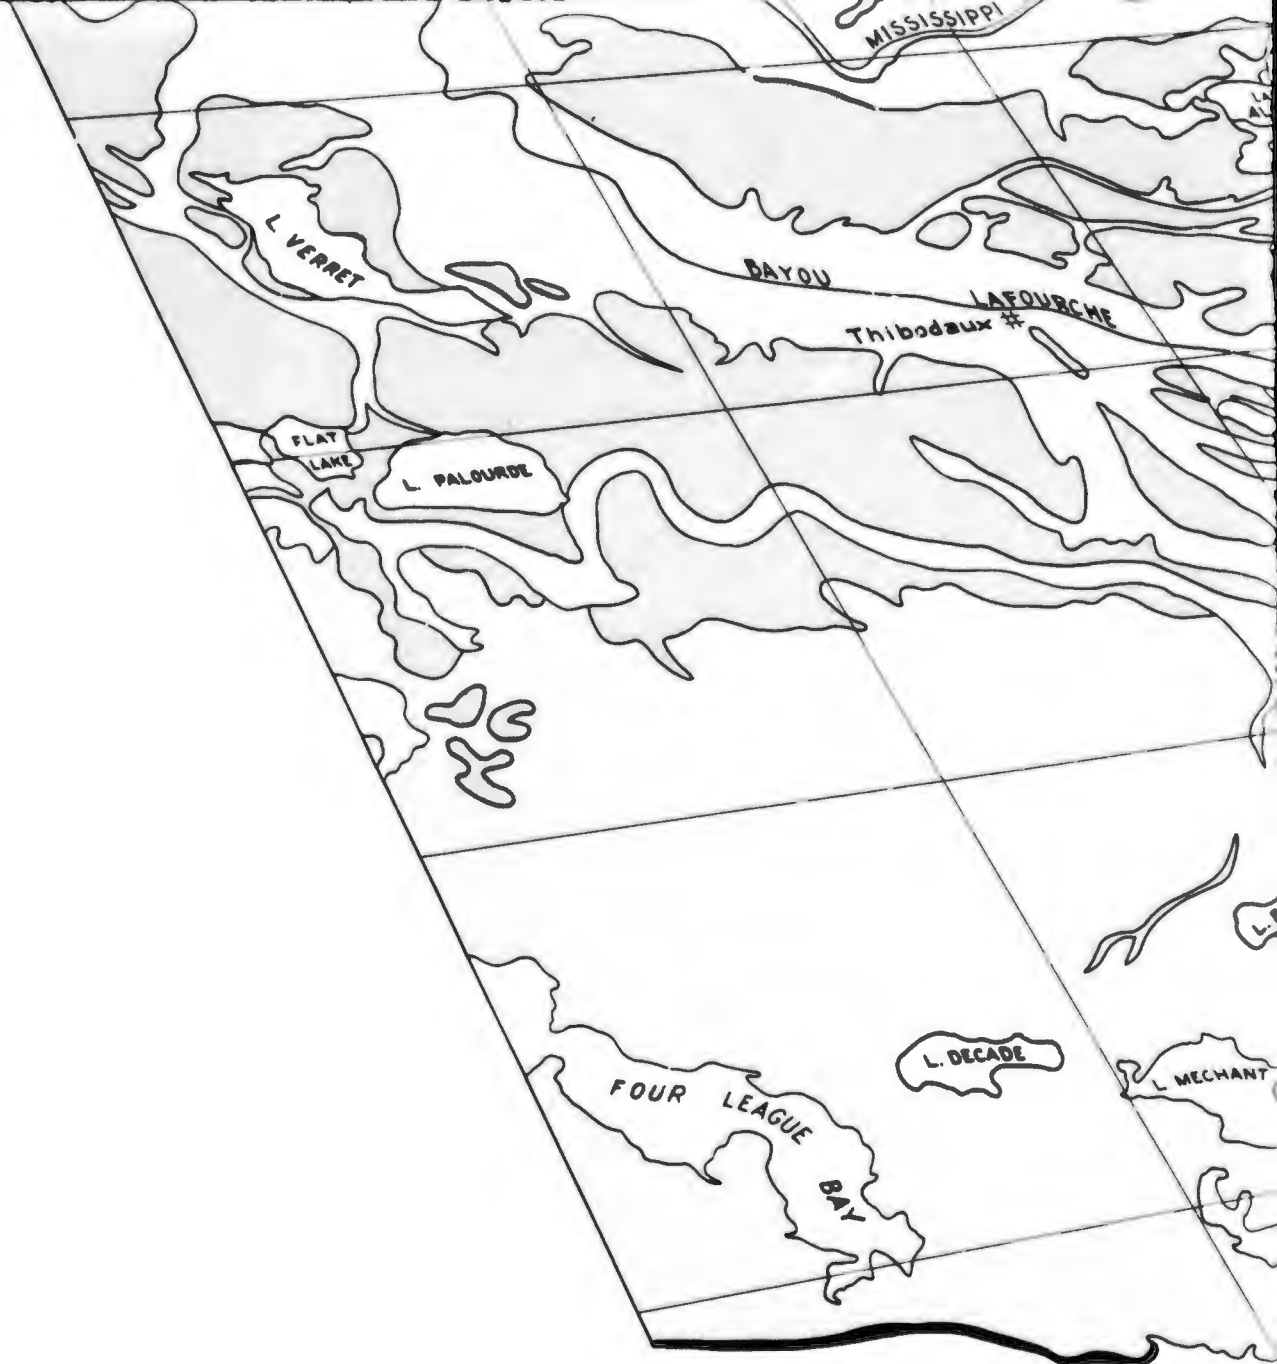 MISSISSIPPI
L. VERRET
BAYOU
LAFOURCHE
Thibodaux
FLAT
LAKE
L. PALOURDE
L. DECADE
L. MECHANT
FOUR LEAGUE
BAY